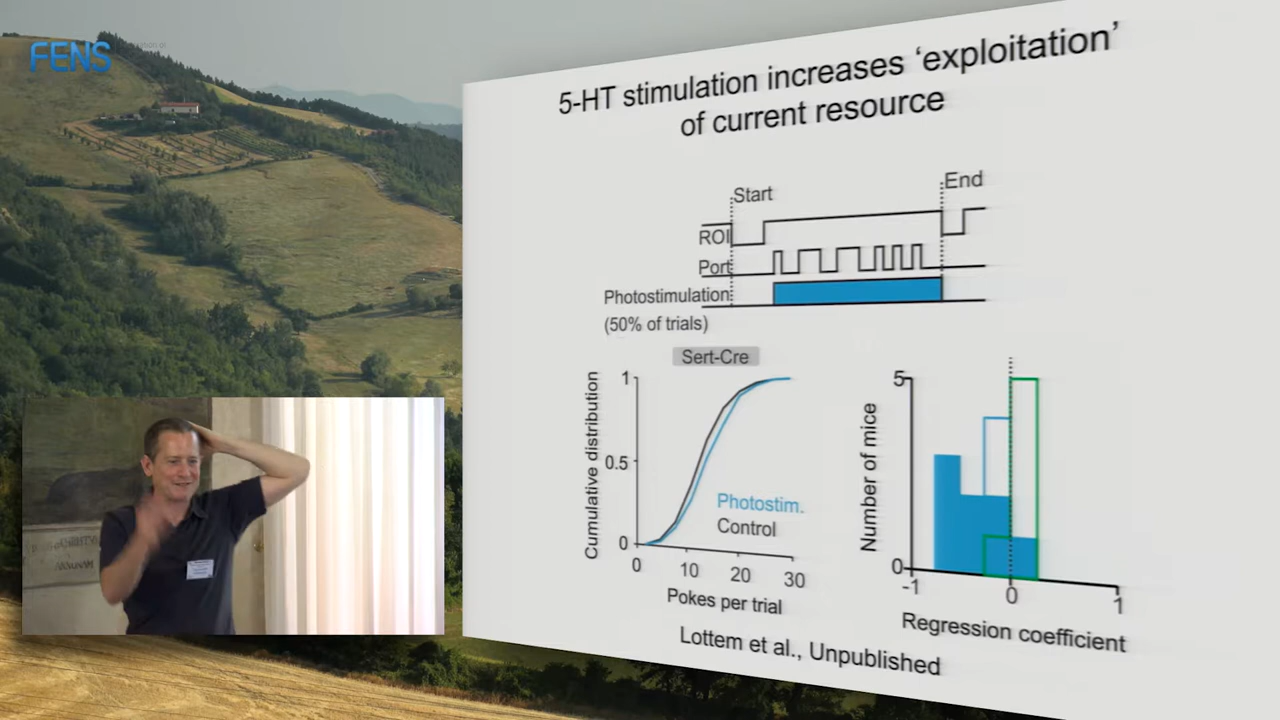 FENS
5-HT stimulation increases ‘exploitation’
of current resource
Start
End
ROI
Port
Photostimulation
(50% of trials)
Sert-Cre
Cumulative distribution
1
0.5
0
0
10
20
30
Pokes per trial
Photostim.
Control
Number of mice
5
0
-1
0
1
Regression coefficient
Lottem et al., Unpublished